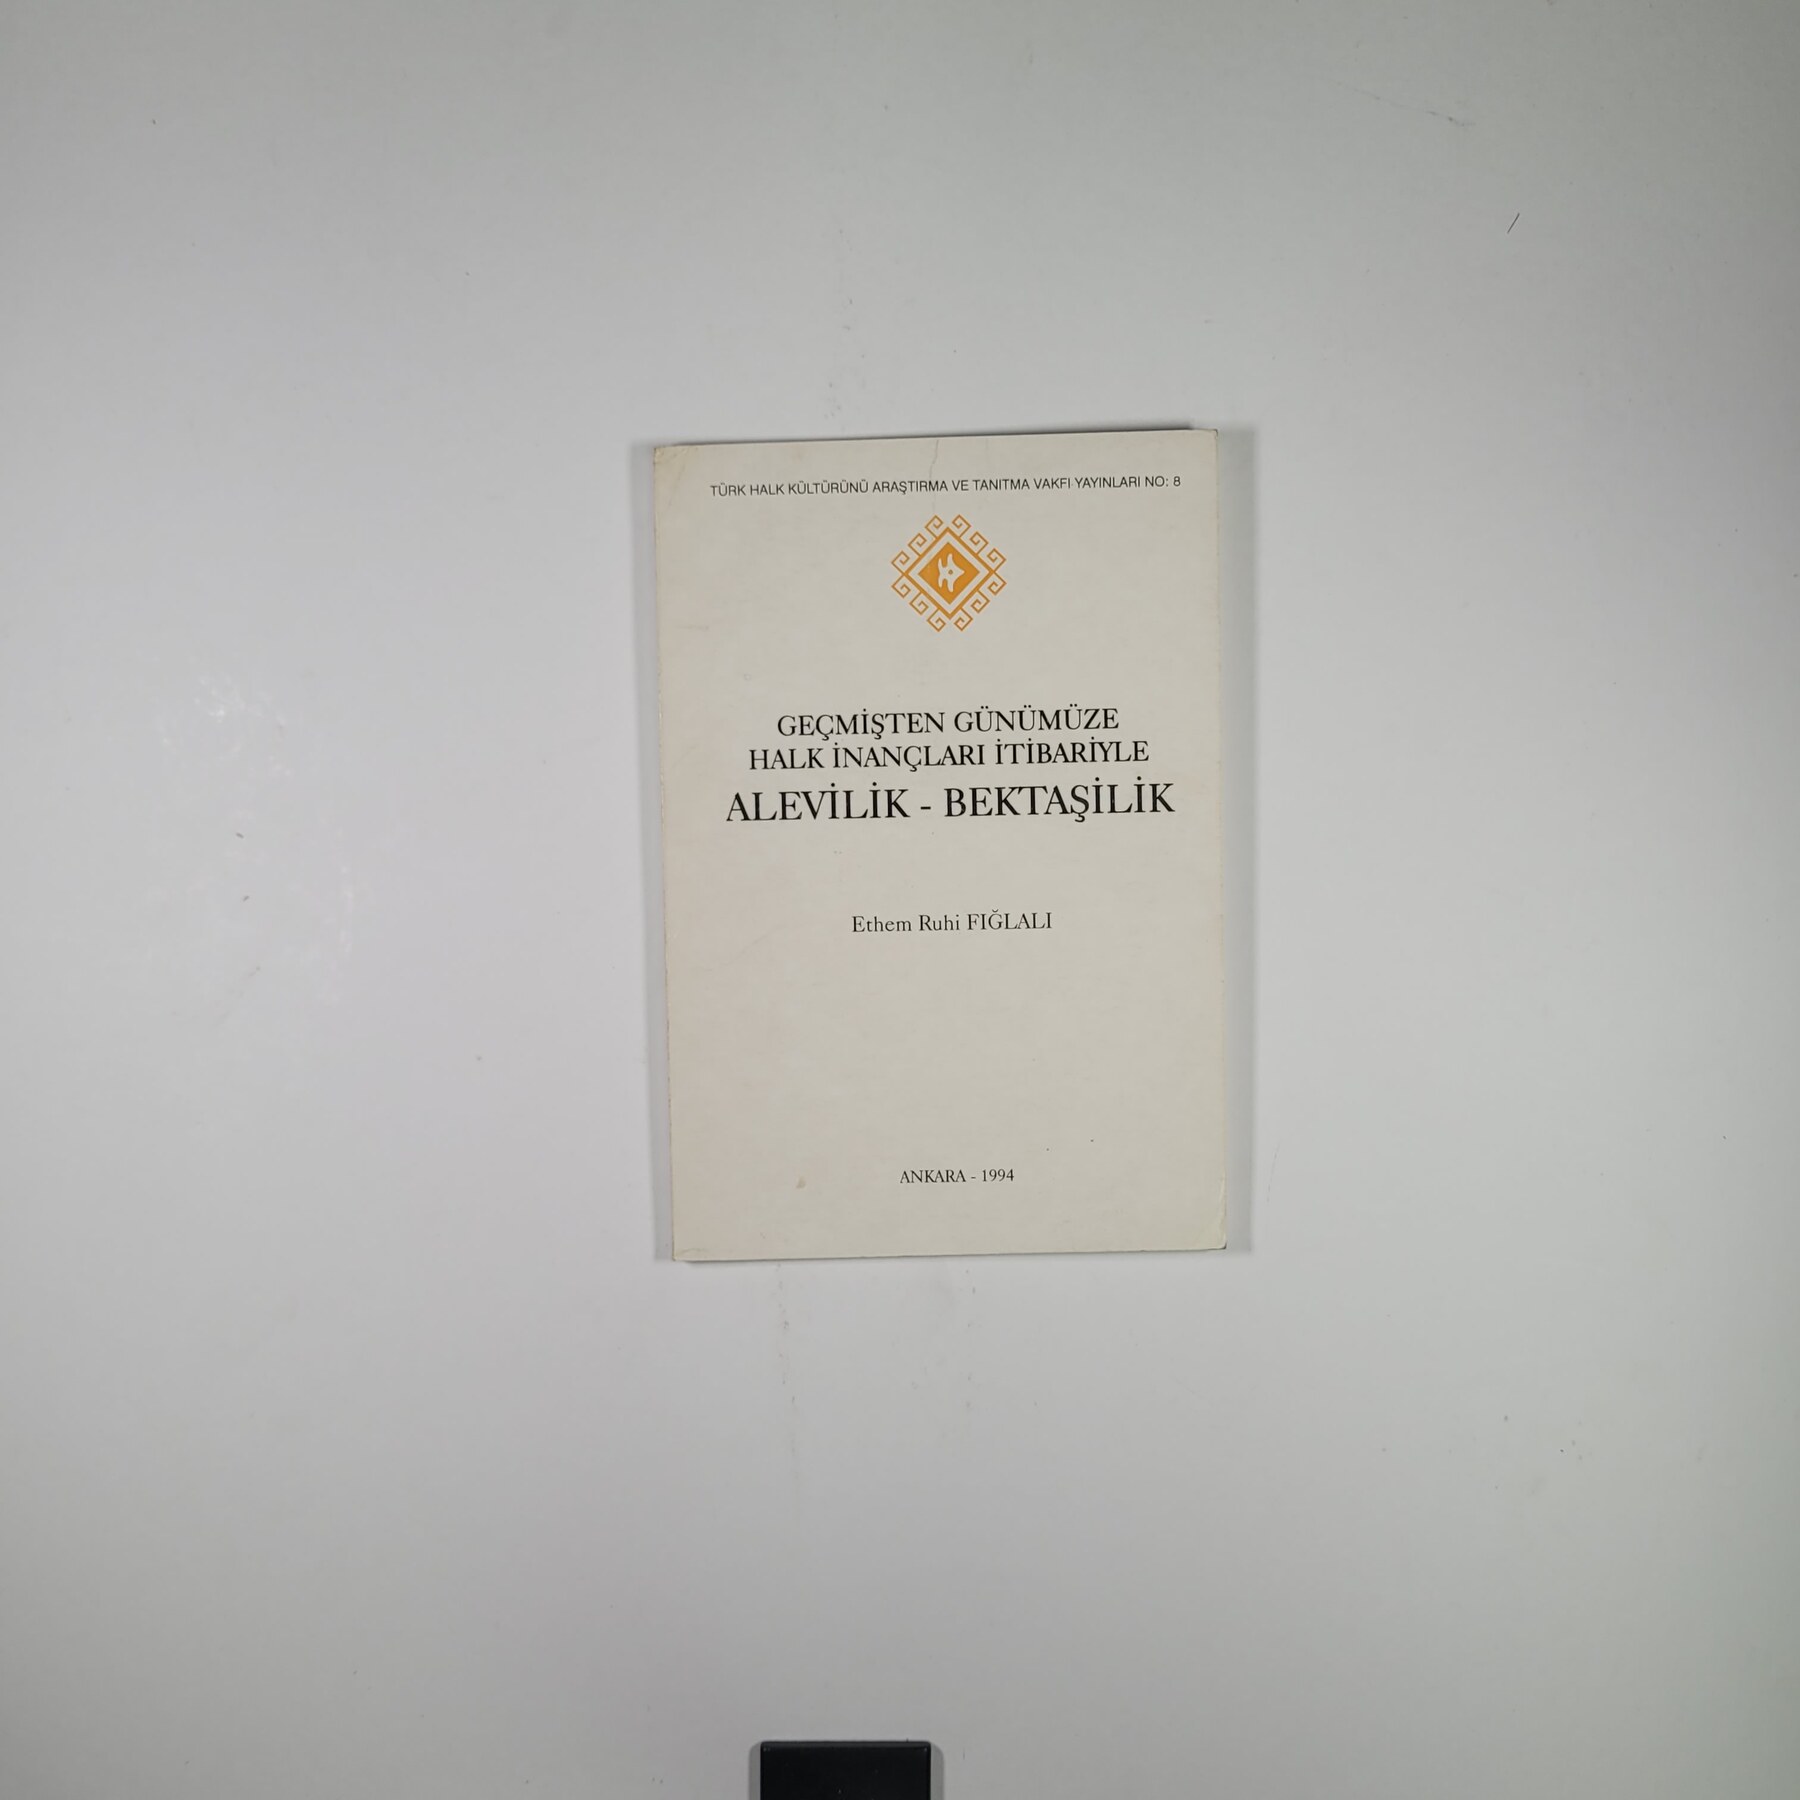 TÜRK HALK KÜLTÜRÜNÜ ARAŞTIRMA VE TANITMA VAKFI YAYINLARI NO: 8
GEÇMİŞTEN GÜNÜMÜZE
HALK İNANÇLARI İTİBARİYLE
ALEVİLİK - BEKTAŞİLİK
Ethem Ruhi FIĞLALI
ANKARA - 1994